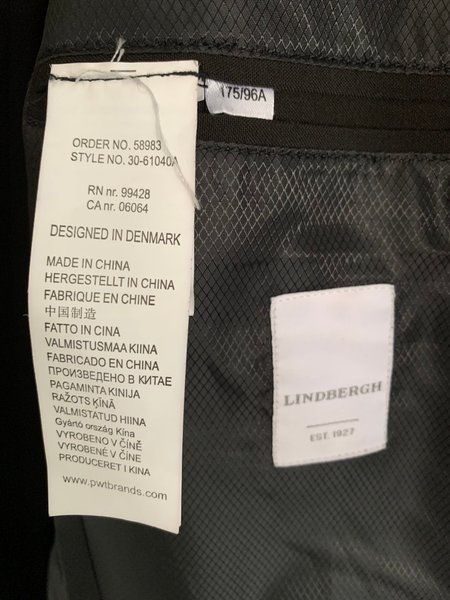 175/96A
ORDER NO. 58983
STYLE NO. 30-61040A
RN nr. 99428
CA nr. 06064
DESIGNED IN DENMARK
MADE IN CHINA
HERGESTELLT IN CHINA
FABRIQUE EN CHINE
中国制造
FATTO IN CINA
VALMISTUSMAA KIINA
FABRICADO EN CHINA
ПРОИЗВЕДЕНО В КИТАЕ
PAGAMINTA KINIJA
RAŽOTS ĶĪNĀ
VALMISTATUD HIINA
Gyártó ország Kína
VYROBENO V ČÍNĚ
VYROBENÉ V ČÍNE
PRODUCERET I KINA
www.pwtbrands.com
LINDBERGH
EST. 1927